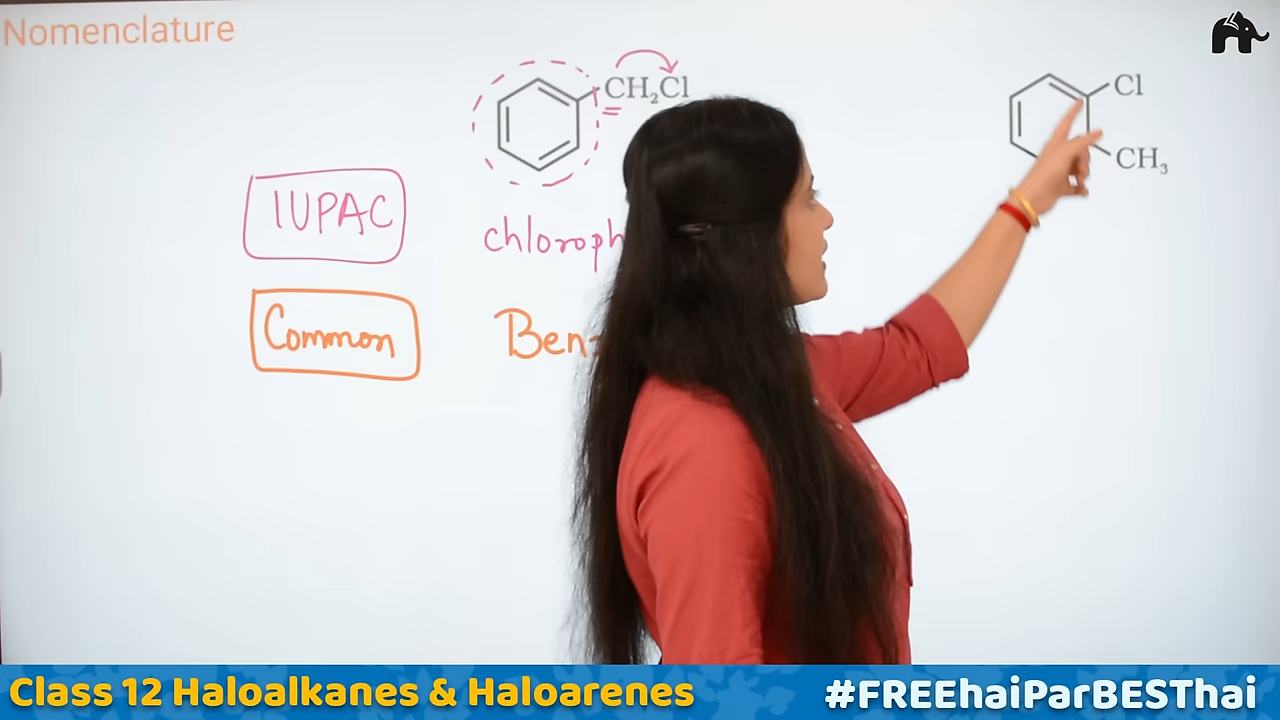 Nomenclature
CH₂Cl
Cl
CH₃
IUPAC
chloroph
Common
Ben
Class 12 Haloalkanes & Haloarenes
#FREEhaiParBESThai